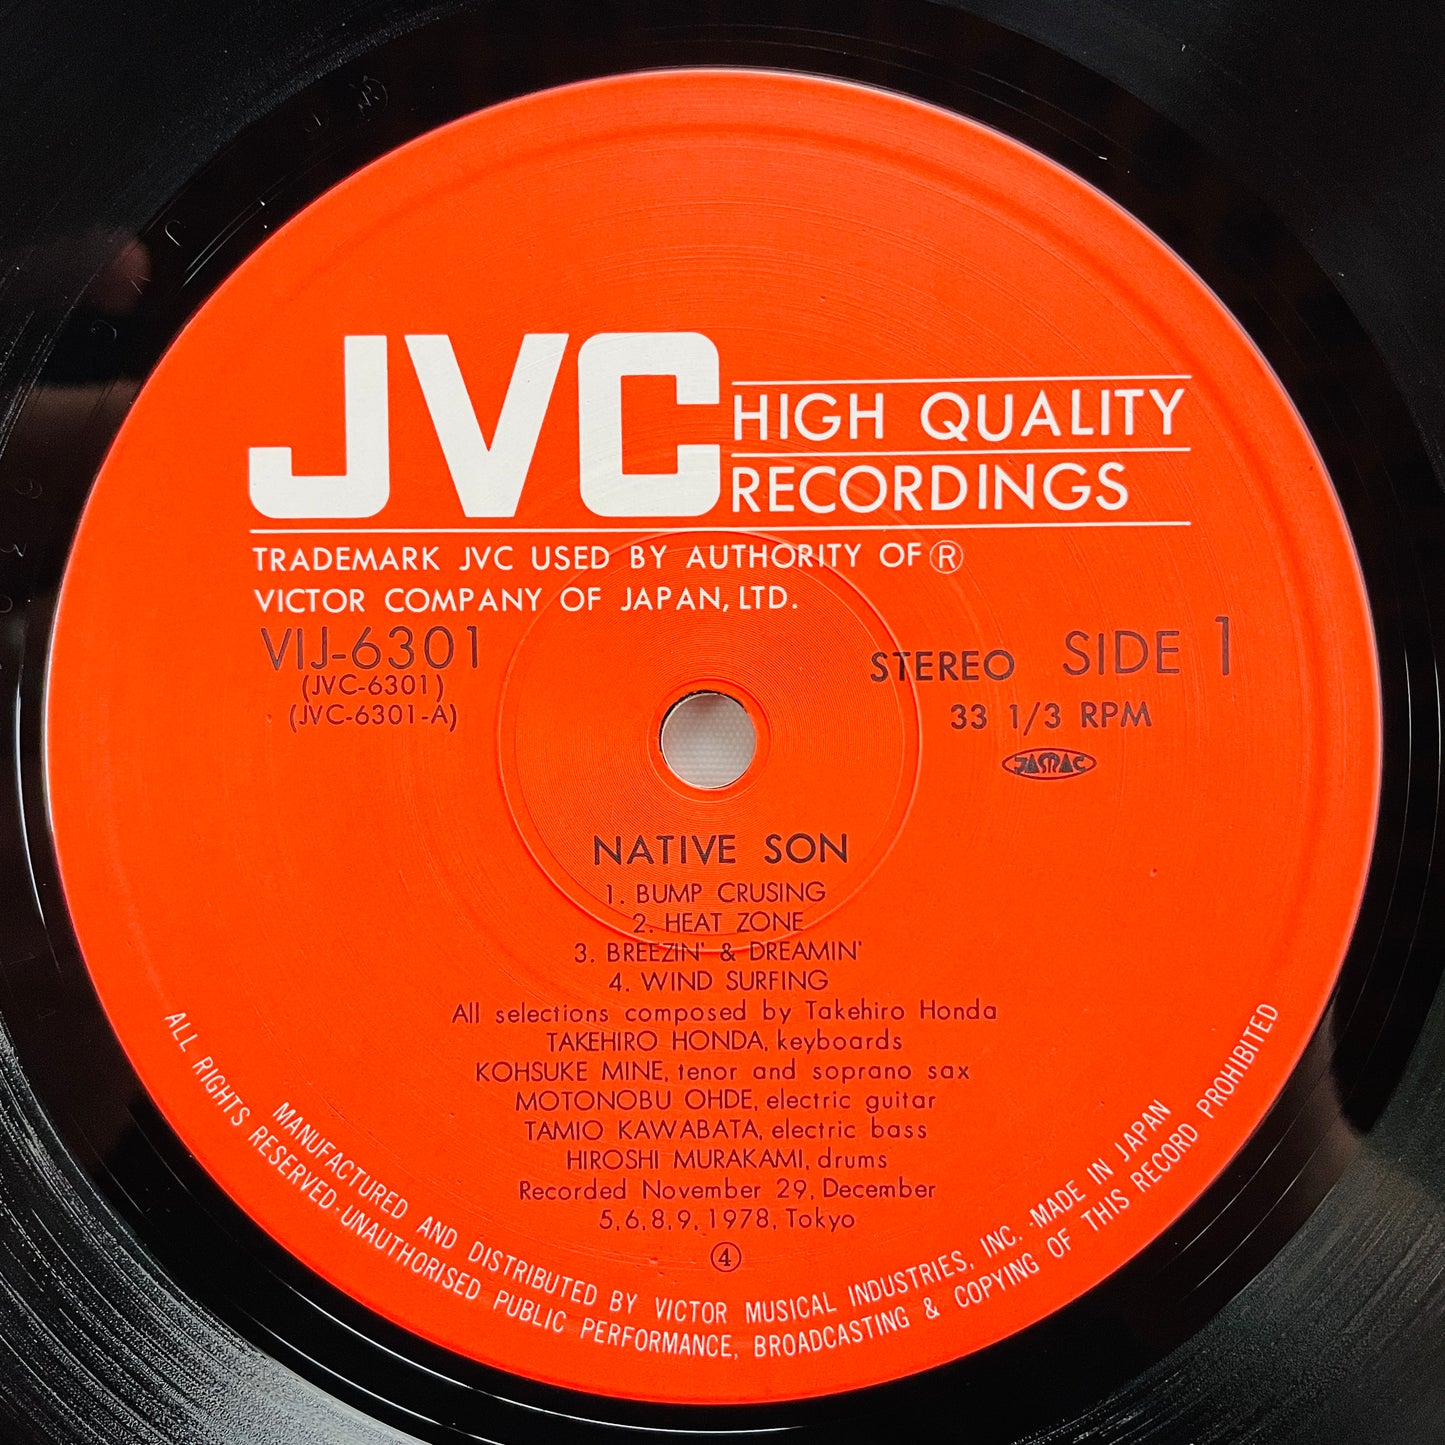 JVC
HIGH QUALITY
RECORDINGS
TRADEMARK JVC USED BY AUTHORITY OF ®
VICTOR COMPANY OF JAPAN, LTD.
VIJ-6301
(JVC-6301)
(JVC-6301-A)
STEREO SIDE 1
33 1/3 RPM
JASRAC
NATIVE SON
1. BUMP CRUSING
2. HEAT ZONE
3. BREEZIN' & DREAMIN'
4. WIND SURFING
All selections composed by Takehiro Honda
TAKEHIRO HONDA, keyboards
KOHSUKE MINE, tenor and soprano sax
MOTONOBU OHDE, electric guitar
TAMIO KAWABATA, electric bass
HIROSHI MURAKAMI, drums
Recorded November 29, December
5,6,8,9,1978, Tokyo
④
MANUFACTURED AND DISTRIBUTED BY VICTOR MUSICAL INDUSTRIES, INC. ·MADE IN JAPAN
ALL RIGHTS RESERVED·UNAUTHORISED PUBLIC PERFORMANCE, BROADCASTING & COPYING OF THIS RECORD PROHIBITED